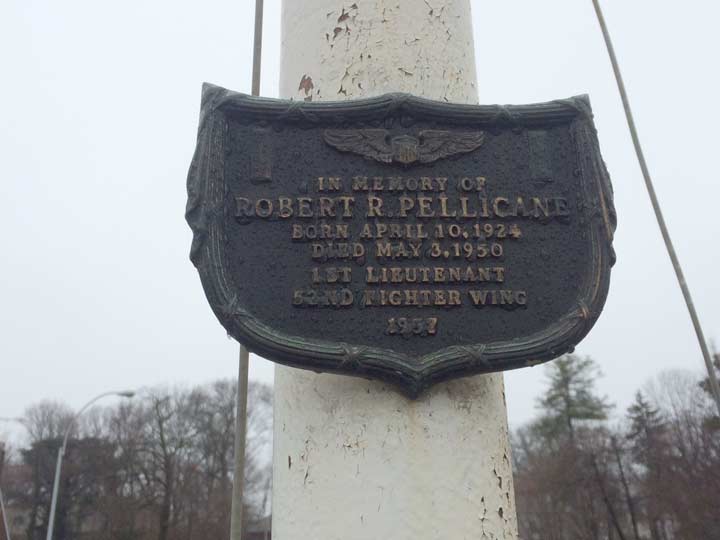 IN MEMORY OF
ROBERT R. PELLICANE
BORN APRIL 10, 1924
DIED MAY 3, 1950
1ST LIEUTENANT
52ND FIGHTER WING
1957